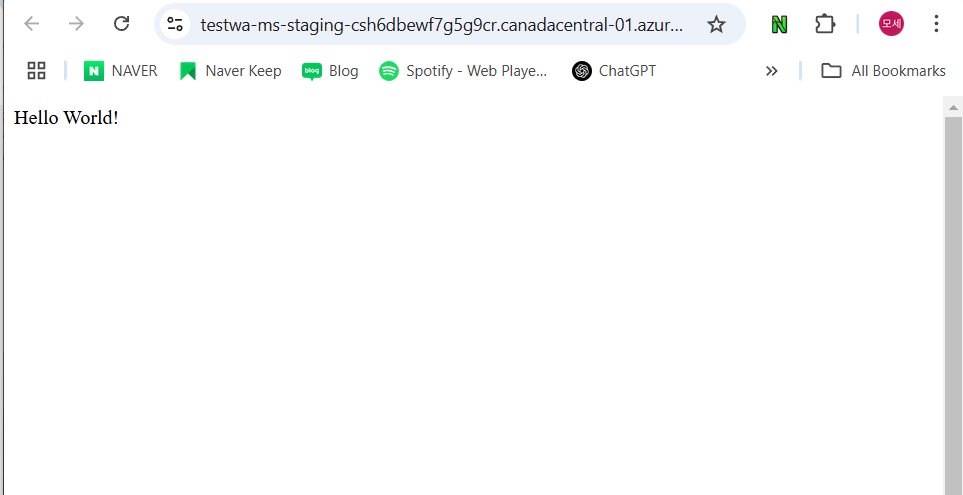 testwa-ms-staging-csh6dbewf7g5g9cr.canadacentral-01.azur...
N
모세
N NAVER
Naver Keep
blog Blog
Spotify - Web Playe...
ChatGPT
All Bookmarks
Hello World!